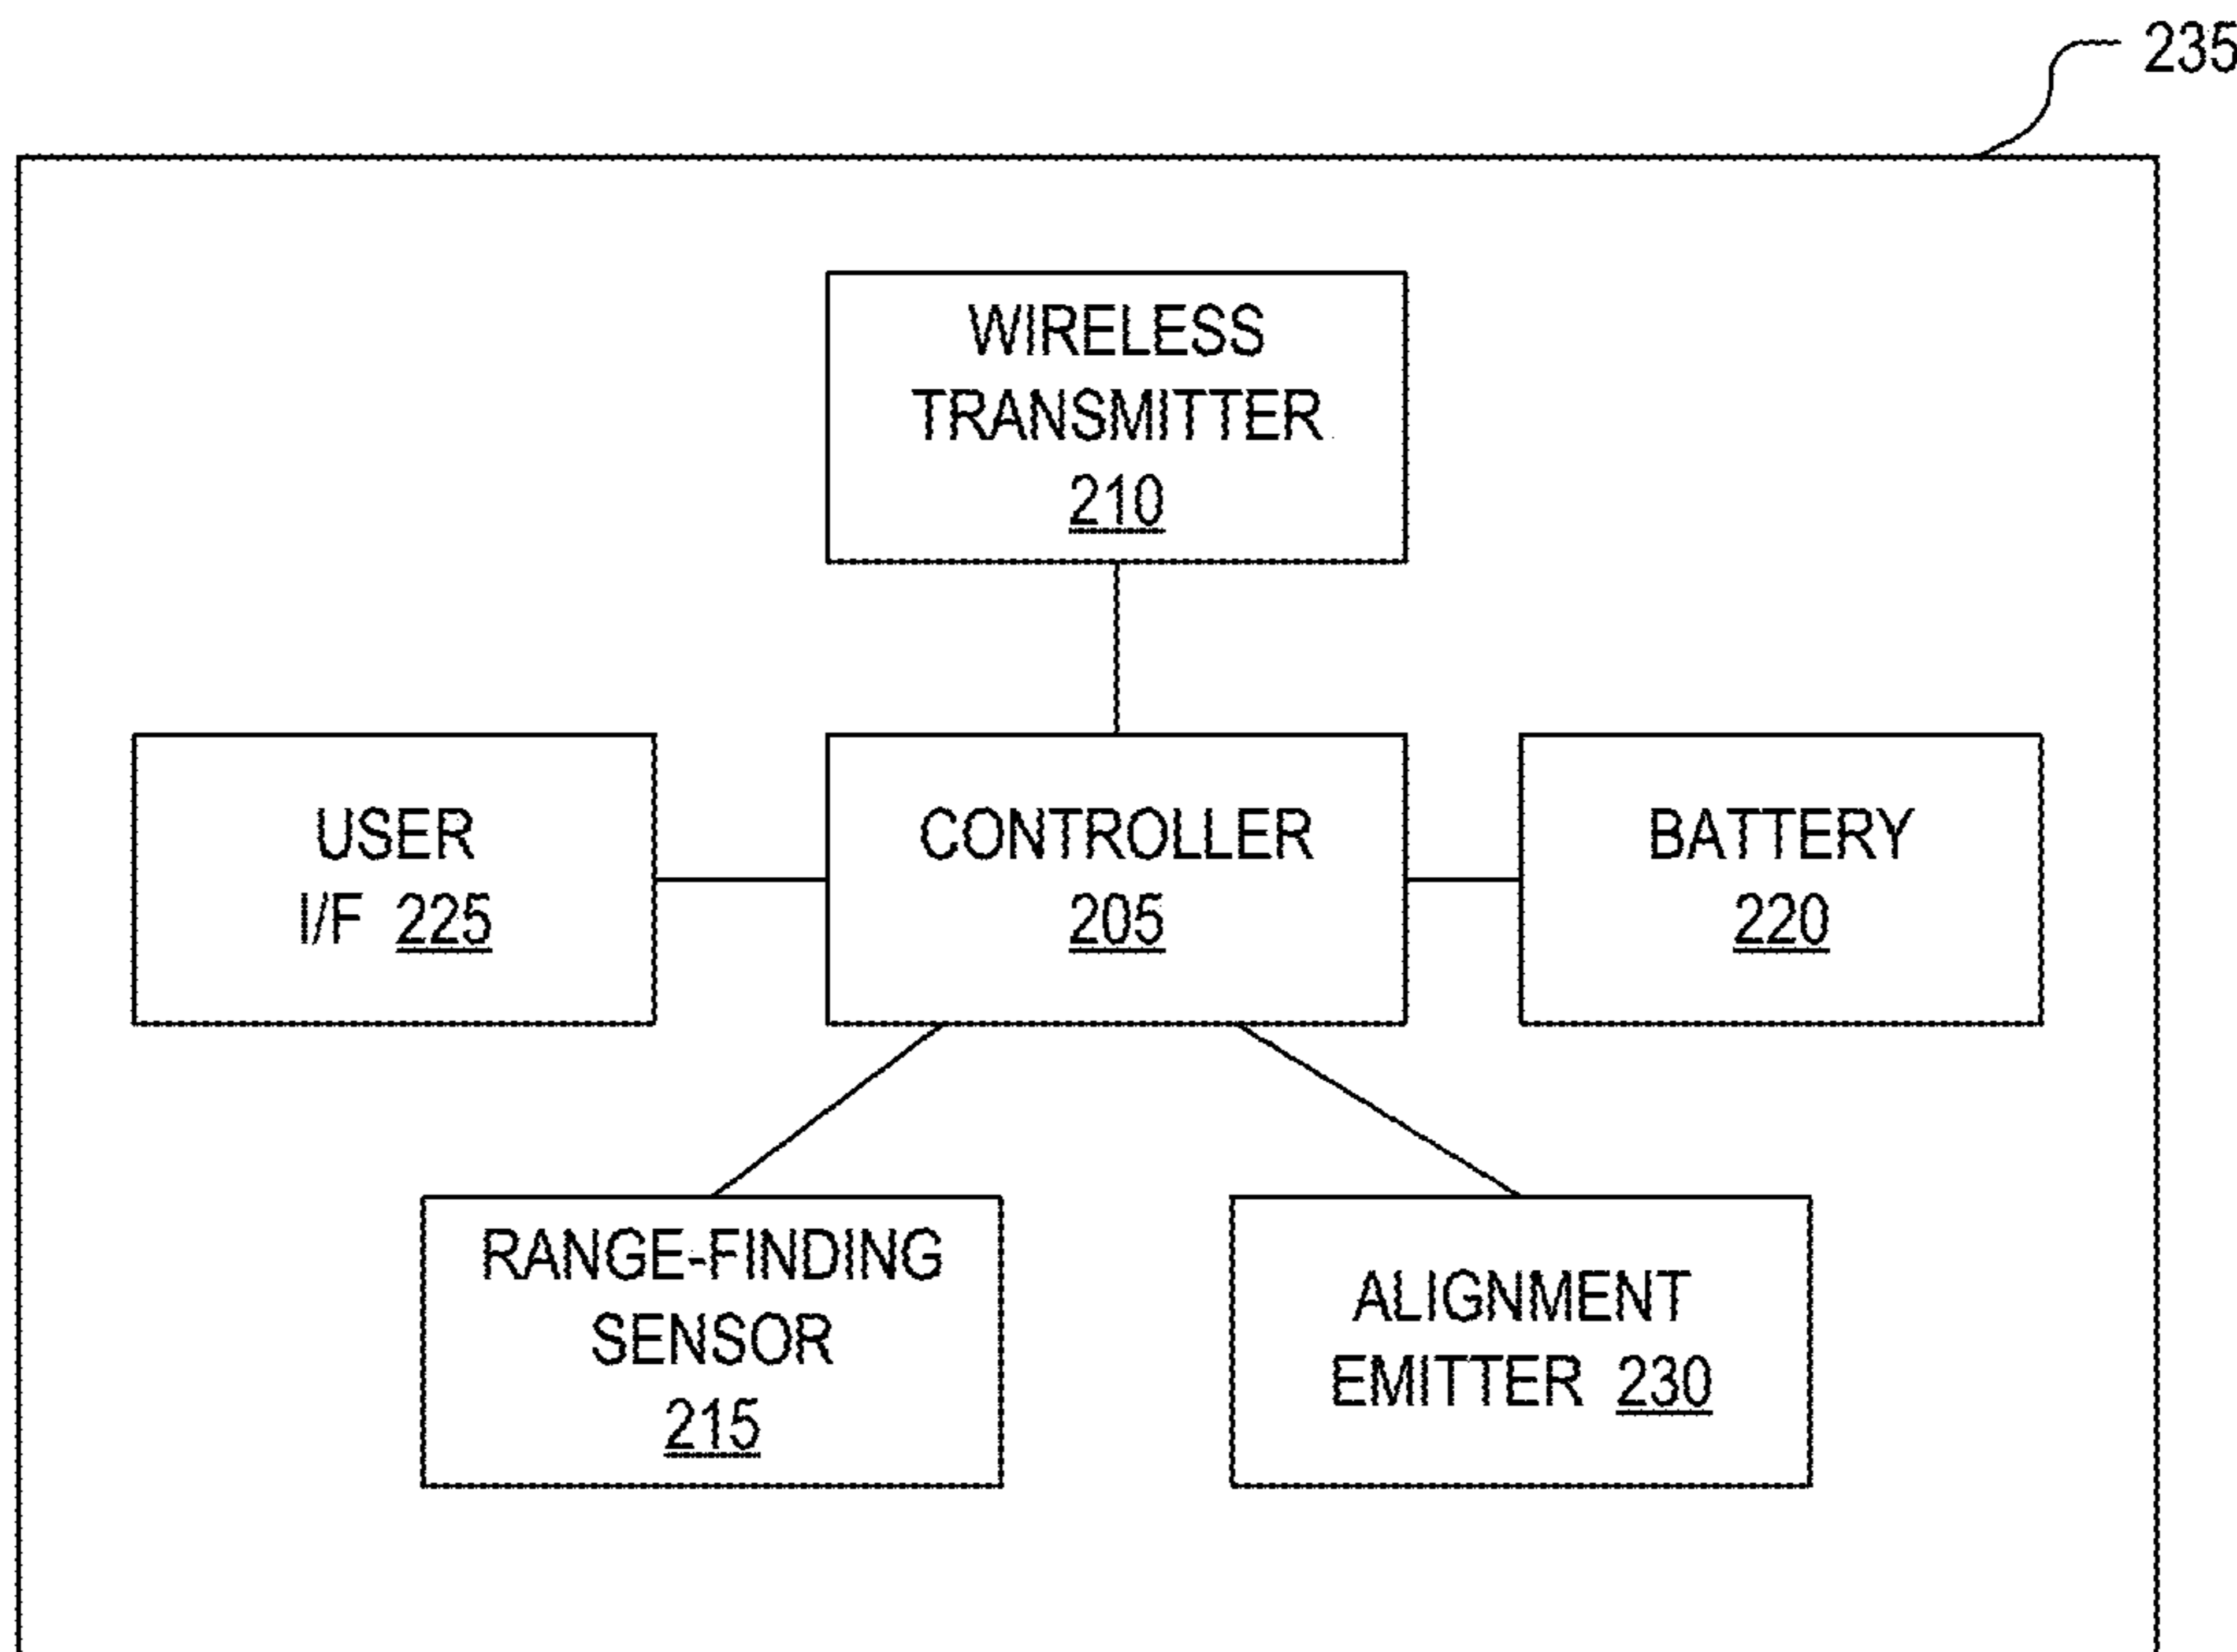 235
WIRELESS
TRANSMITTER
210
USER
I/F 225
CONTROLLER
205
BATTERY
220
RANGE-FINDING
SENSOR
215
ALIGNMENT
EMITTER 230